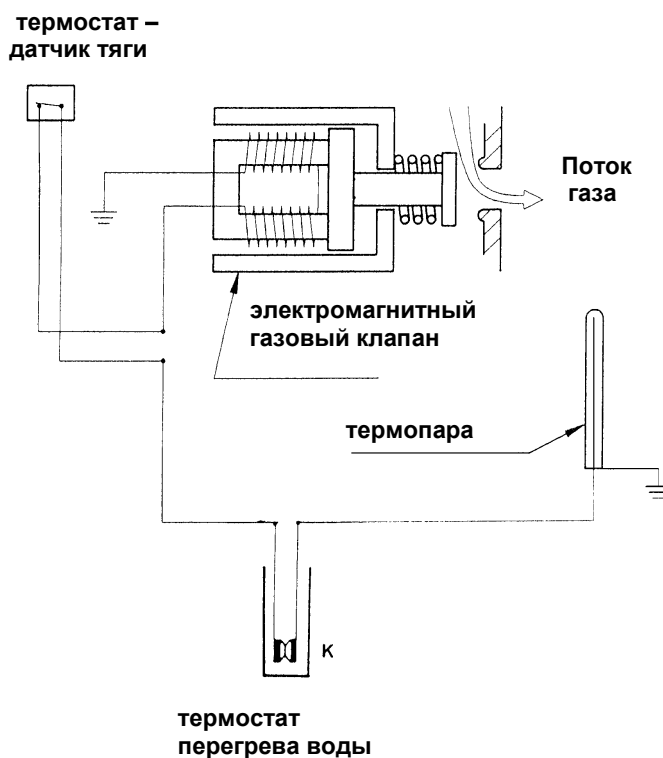 термостат –
датчик тяги
Поток
газа
электромагнитный
газовый клапан
термопара
K
термостат
перегрева воды